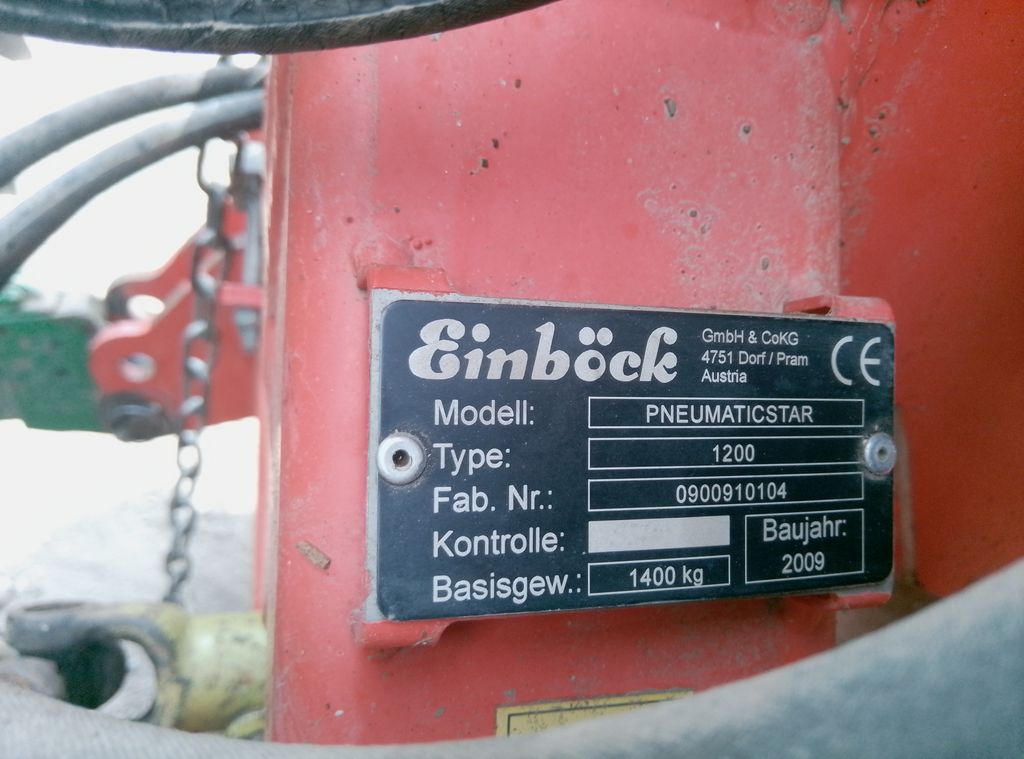 Einböck GmbH & CoKG
4751 Dorf / Pram
Austria
CE
Modell: PNEUMATICSTAR
Type: 1200
Fab. Nr.: 0900910104
Kontrolle:
Baujahr:
2009
Basisgew.: 1400 kg